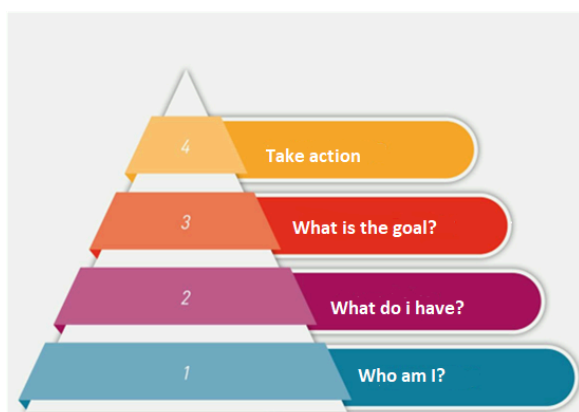 4 Take action
3 What is the goal?
2 What do i have?
1 Who am I?